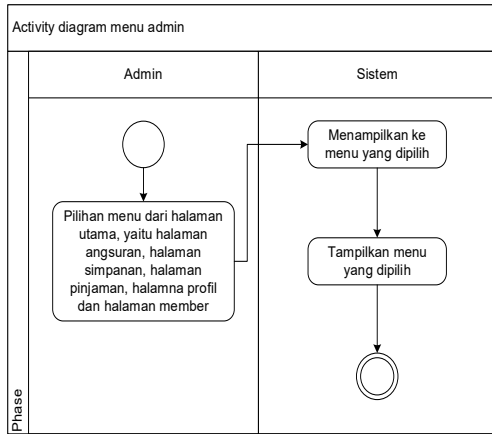 Activity diagram menu admin
Admin
Sistem
Pilihan menu dari halaman
utama, yaitu halaman
angsuran, halaman
simpanan, halaman
pinjaman, halamna profil
dan halaman member
Menampilkan ke
menu yang dipilih
Tampilkan menu
yang dipilih
Phase